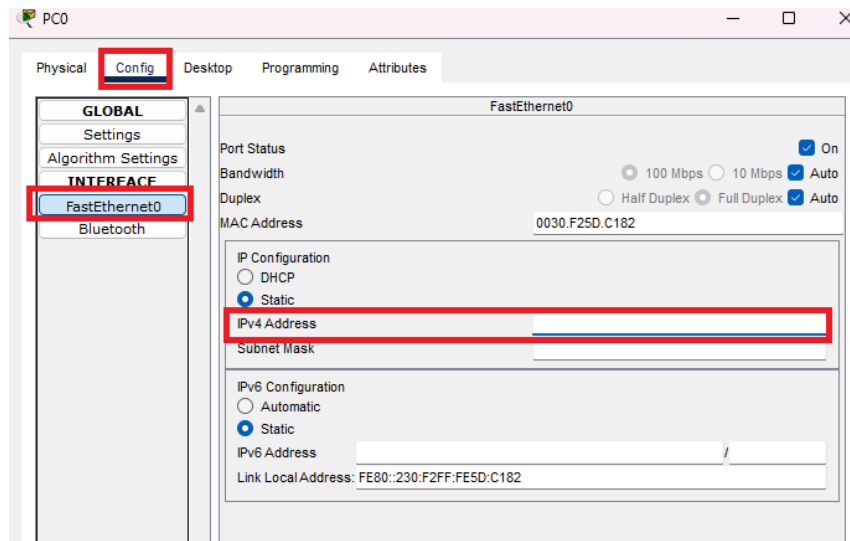 PC0
Physical Config Desktop Programming Attributes
GLOBAL
Settings
Algorithm Settings
INTERFACE
FastEthernet0
Bluetooth
FastEthernet0
Port Status On
Bandwidth 100 Mbps 10 Mbps Auto
Duplex Half Duplex Full Duplex Auto
MAC Address 0030.F25D.C182
IP Configuration
DHCP
Static
IPv4 Address
Subnet Mask
IPv6 Configuration
Automatic
Static
IPv6 Address /
Link Local Address: FE80::230:F2FF:FE5D:C182